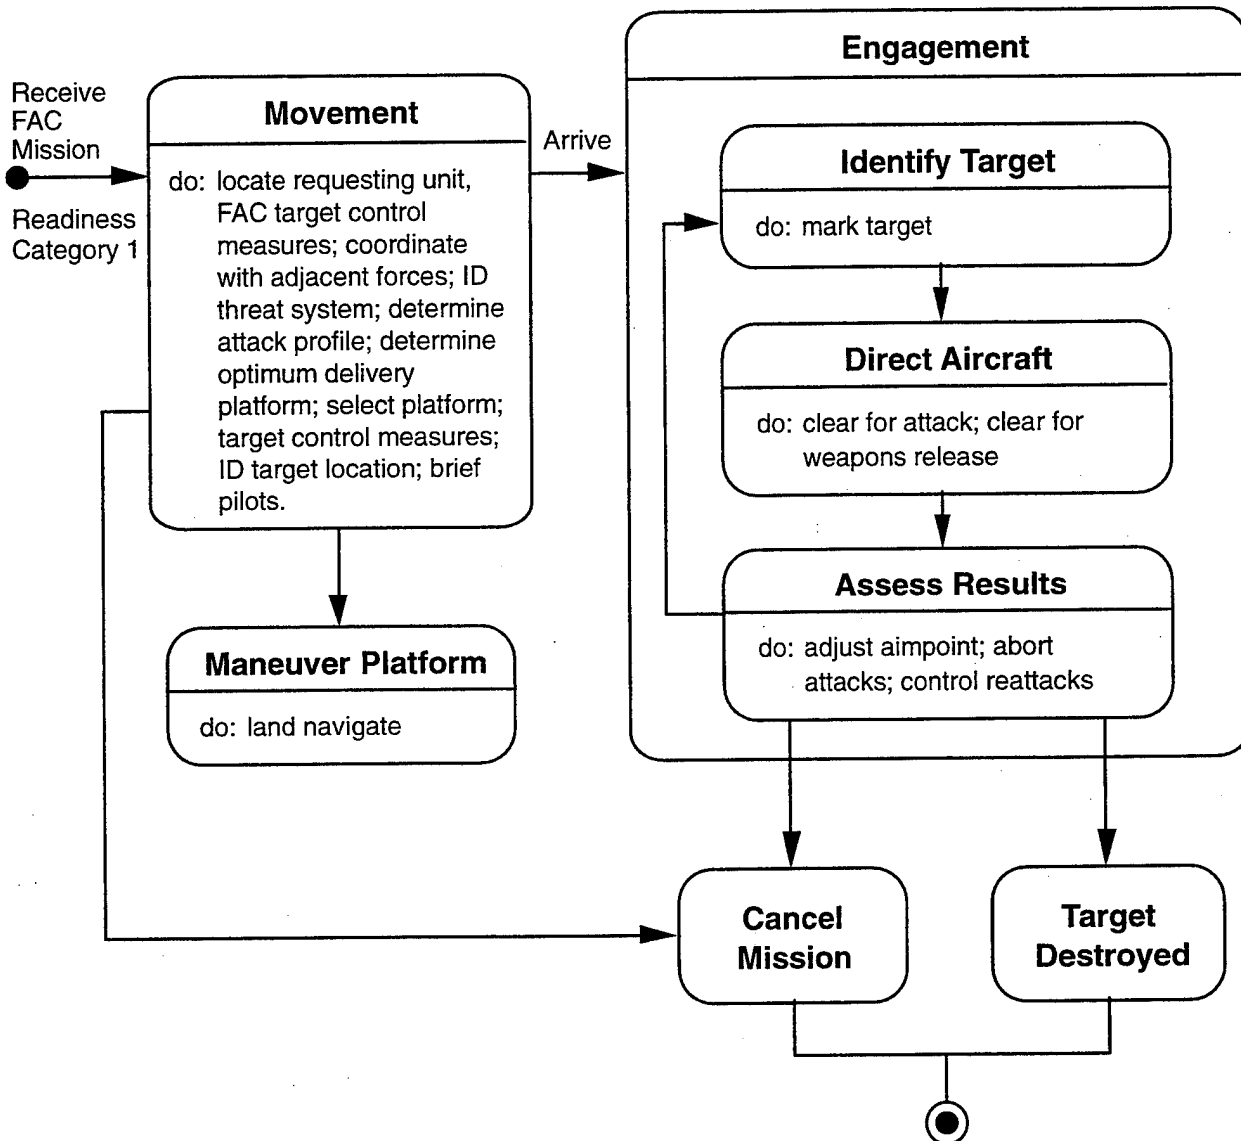 Receive
FAC
Mission
Readiness
Category 1
Movement
do: locate requesting unit,
FAC target control
measures; coordinate
with adjacent forces; ID
threat system; determine
attack profile; determine
optimum delivery
platform; select platform;
target control measures;
ID target location; brief
pilots.
Arrive
Maneuver Platform
do: land navigate
Engagement
Identify Target
do: mark target
Direct Aircraft
do: clear for attack; clear for
weapons release
Assess Results
do: adjust aimpoint; abort
attacks; control reattacks
Cancel
Mission
Target
Destroyed